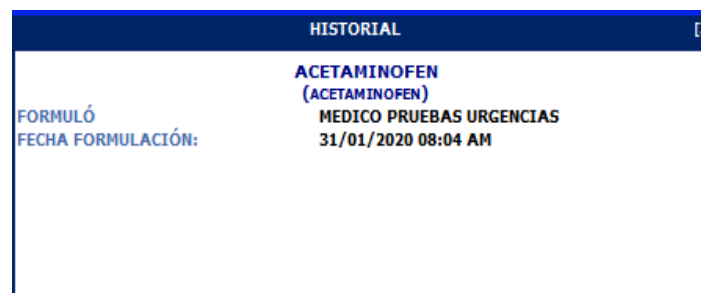 HISTORIAL
ACETAMINOFEN
(ACETAMINOFEN)
FORMULÓ MEDICO PRUEBAS URGENCIAS
FECHA FORMULACIÓN: 31/01/2020 08:04 AM